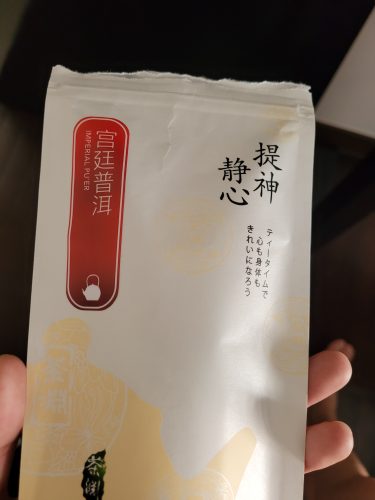 提神
静心
ティータイムで
心も身体も
きれいになろう
宫廷普洱
IMPERIAL PU'ER
茶